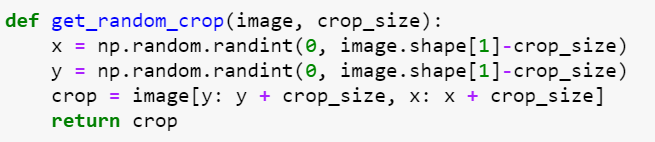 def get_random_crop(image, crop_size):
    x = np.random.randint(0, image.shape[1]-crop_size)
    y = np.random.randint(0, image.shape[1]-crop_size)
    crop = image[y: y + crop_size, x: x + crop_size]
    return crop